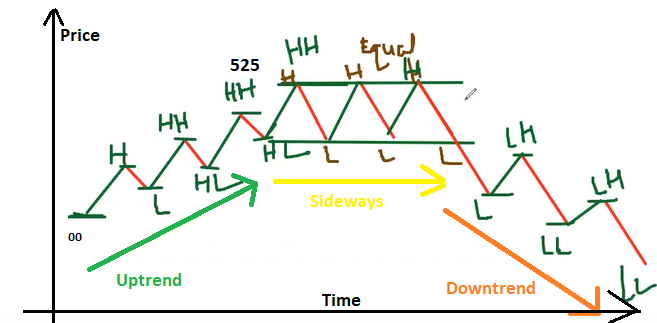 Price
HH
Equal
525
H
H
H
HH
HH
H
HL
L
L
L
LH
HL
L
Sideways
L
LH
00
LL
Uptrend
Downtrend
LL
Time